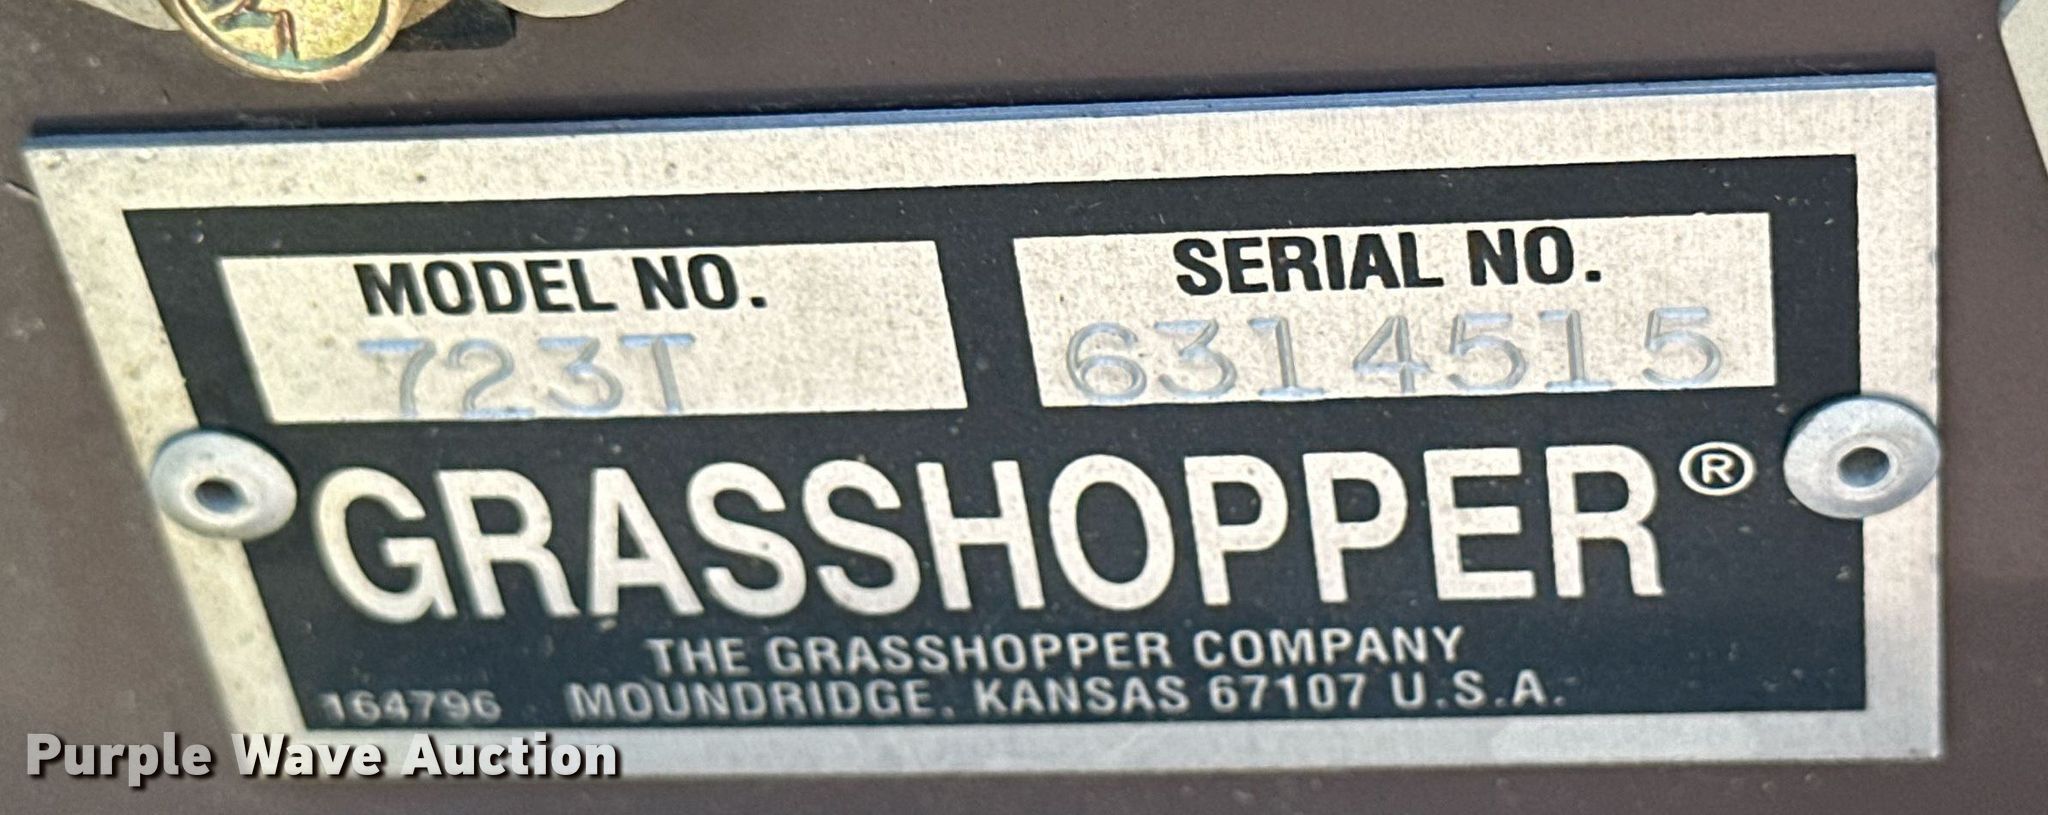 MODEL NO.
723T
SERIAL NO.
6314515
GRASSHOPPER®
THE GRASSHOPPER COMPANY
164796 MOUNDRIDGE, KANSAS 67107 U.S.A.
Purple Wave Auction